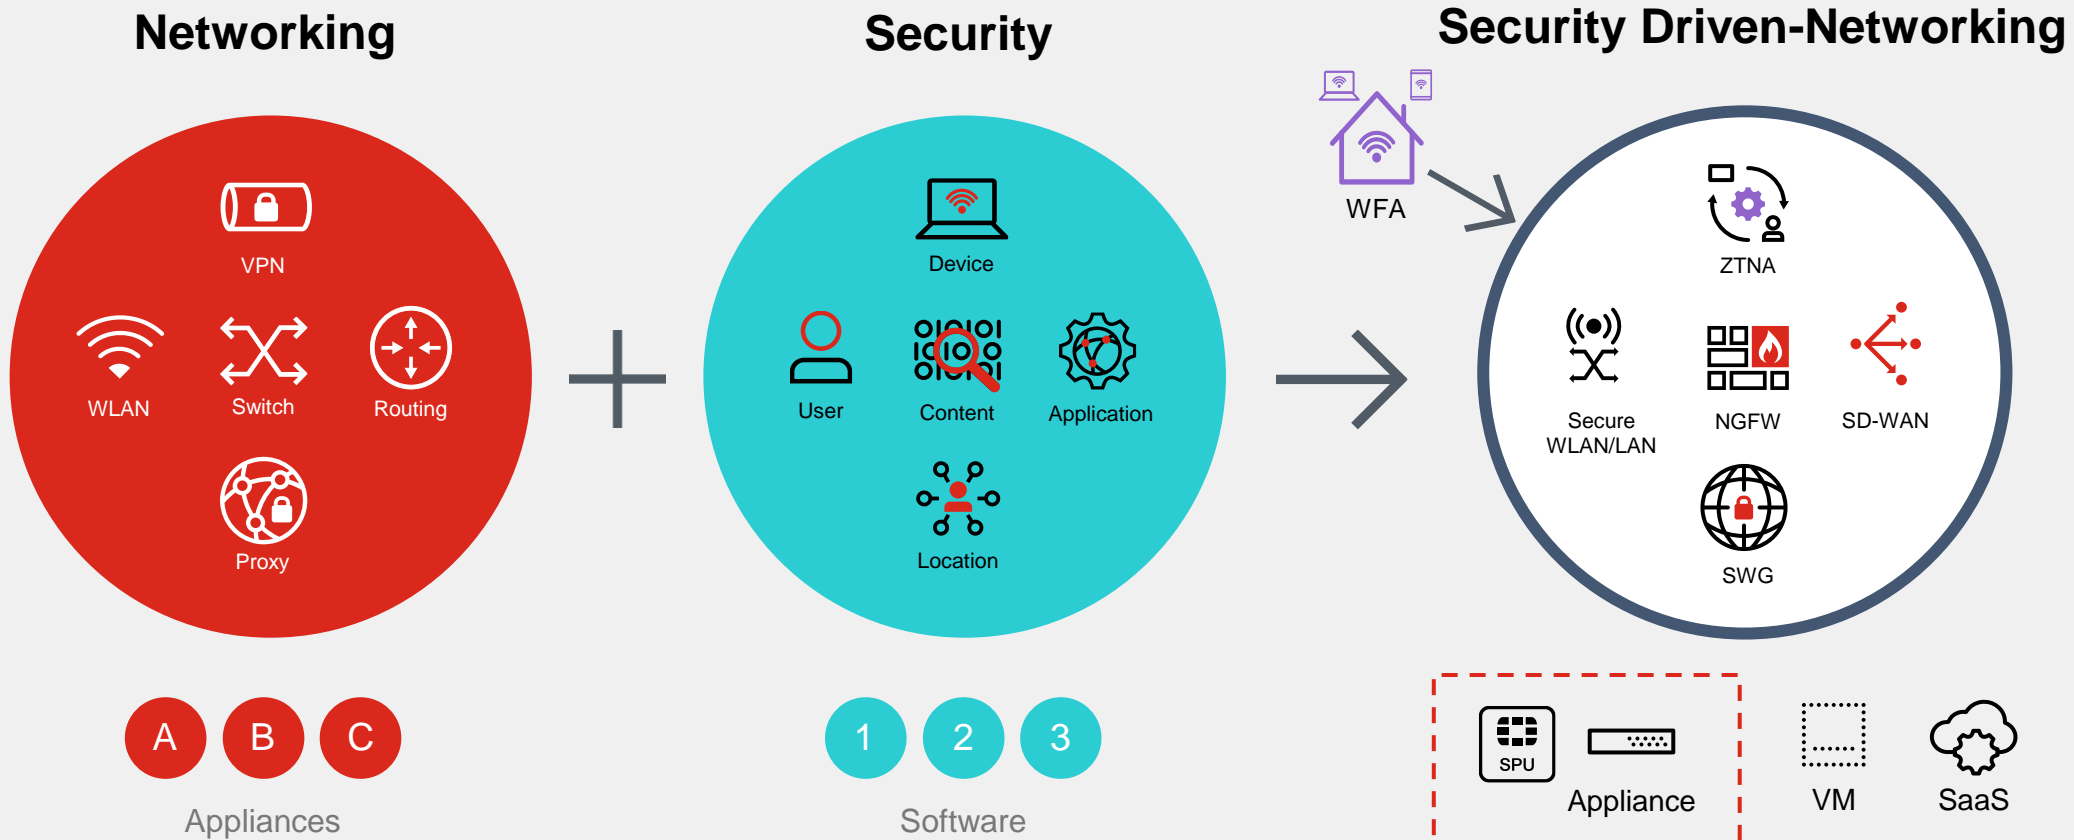 Networking
VPN
WLAN
Switch
Routing
Proxy
A
B
C
Appliances
Security
Device
User
Content
Application
Location
1
2
3
Software
Security Driven-Networking
WFA
ZTNA
Secure
WLAN/LAN
NGFW
SD-WAN
SWG
SPU
Appliance
VM
SaaS